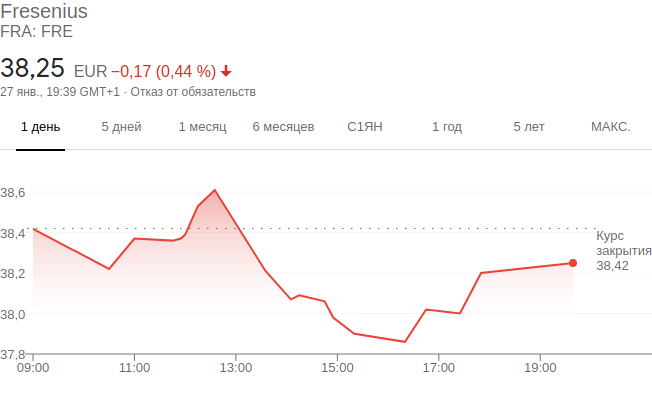 Fresenius
FRA: FRE
38,25 EUR −0,17 (0,44 %)
27 янв., 19:39 GMT+1 · Отказ от обязательств
1 день 5 дней 1 месяц 6 месяцев С1ЯН 1 год 5 лет МАКС.
38,6
38,4
Курс
закрытия
38,42
38,2
38,0
37,8
09:00 11:00 13:00 15:00 17:00 19:00